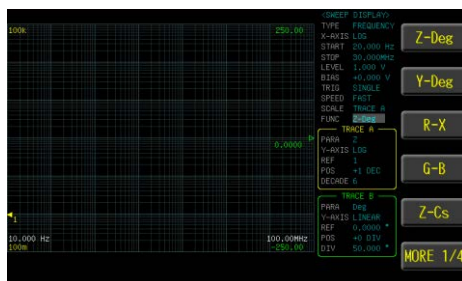 <SWEEP DISPLAY>
TYPE FREQUENCY
X-AXIS LOG
START 20.000 Hz
STOP 30.000MHz
LEVEL 1.000 V
BIAS +0.000 V
TRIG SINGLE
SPEED FAST
SCALE TRACE A
FUNC Z-Deg
TRACE A
PARA Z
Y-AXIS LOG
REF 1
POS +1 DEC
DECADE 6
TRACE B
PARA Deg
Y-AXIS LINEAR
REF 0.0000 °
POS +0 DIV
DIV 50.000 °
100k
250.00
0.0000
1
10.000 Hz
100.00MHz
100m
-250.00
Z-Deg
Y-Deg
R-X
G-B
Z-Cs
MORE 1/4